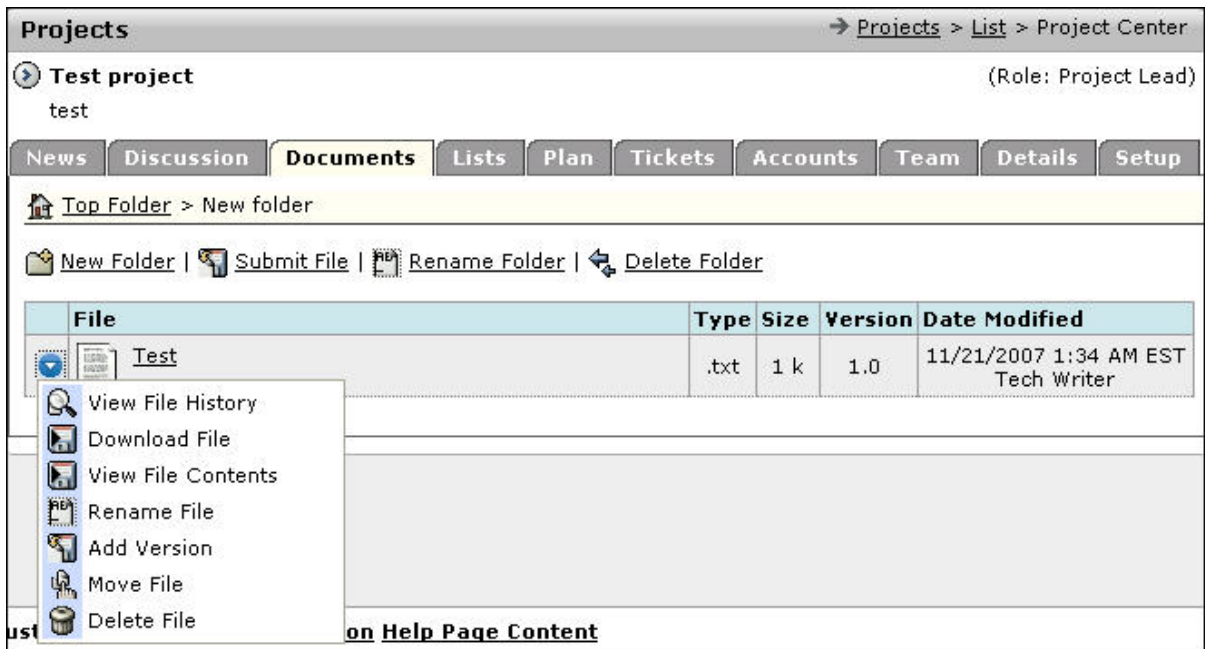 Projects
Projects > List > Project Center
Test project
(Role: Project Lead)
test
News Discussion Documents Lists Plan Tickets Accounts Team Details Setup
Top Folder > New folder
New Folder | Submit File | Rename Folder | Delete Folder
File Type Size Version Date Modified
Test .txt 1 k 1.0 11/21/2007 1:34 AM EST
Tech Writer
View File History
Download File
View File Contents
Rename File
Add Version
Move File
Delete File
ust
on Help Page Content